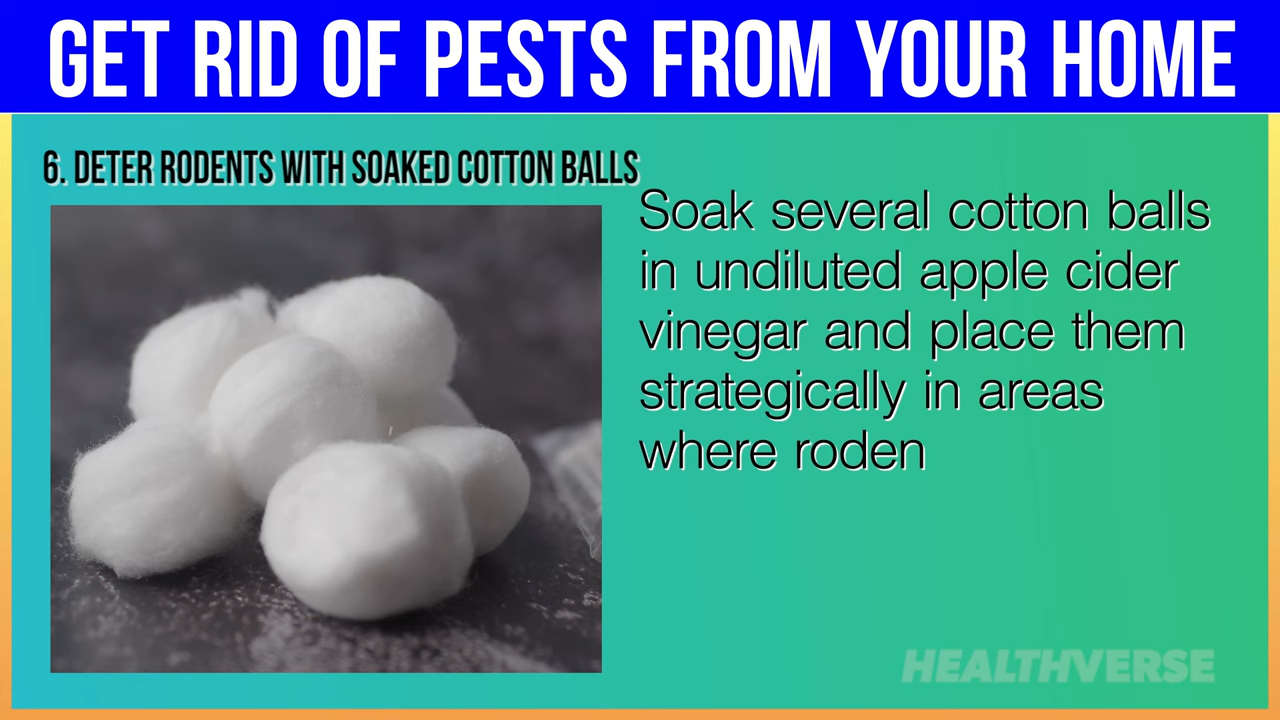 GET RID OF PESTS FROM YOUR HOME
6. DETER RODENTS WITH SOAKED COTTON BALLS
Soak several cotton balls
in undiluted apple cider
vinegar and place them
strategically in areas
where roden
HEALTHVERSE